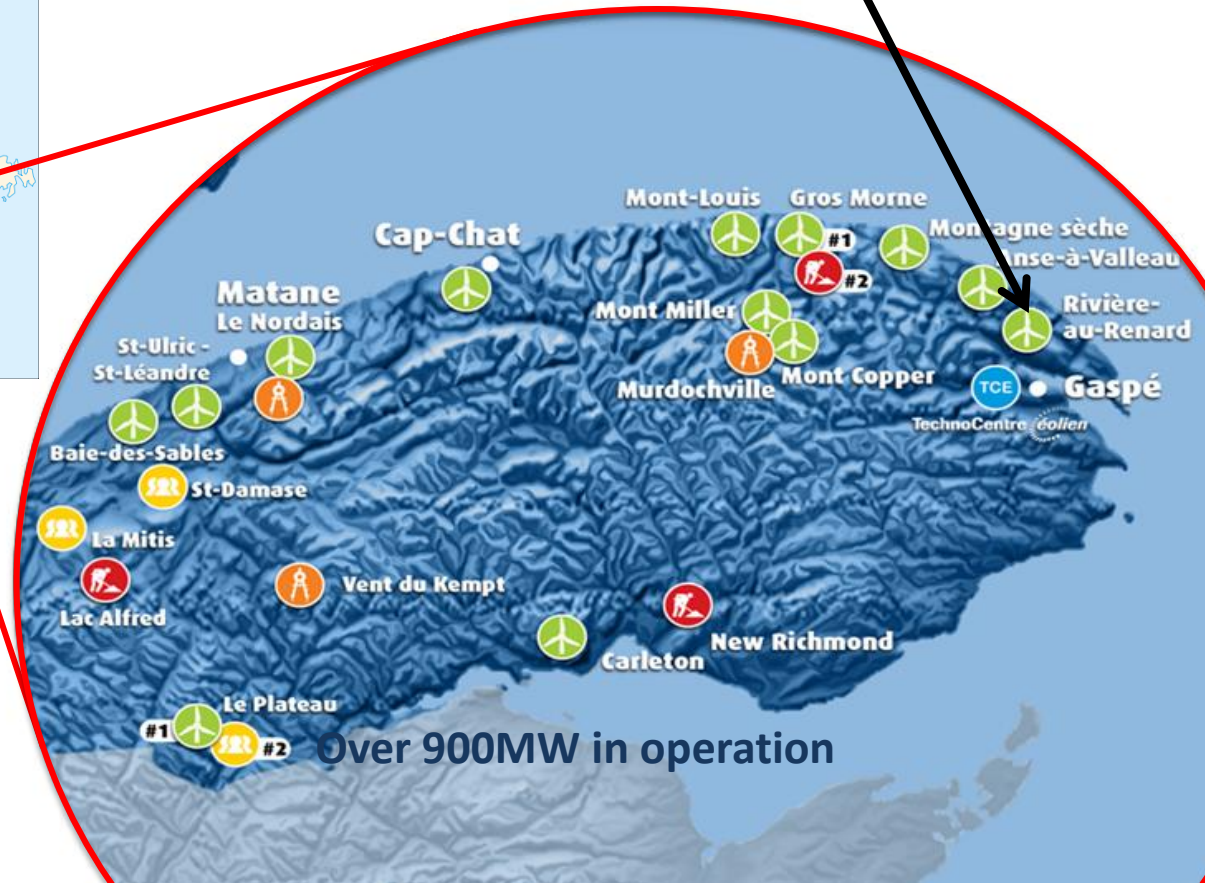 Mont-Louis
Gros Morne
#1
#2
Montagne sèche
Anse-à-Valleau
Rivière-
au-Renard
Cap-Chat
Matane
Le Nordais
St-Ulric -
St-Léandre
Mont Miller
Murdochville
Mont Copper
TCE
Gaspé
TechnoCentre éolien
Baie-des-Sables
St-Damase
La Mitis
Lac Alfred
Vent du Kempt
New Richmond
Carleton
Le Plateau
#1
#2
Over 900MW in operation